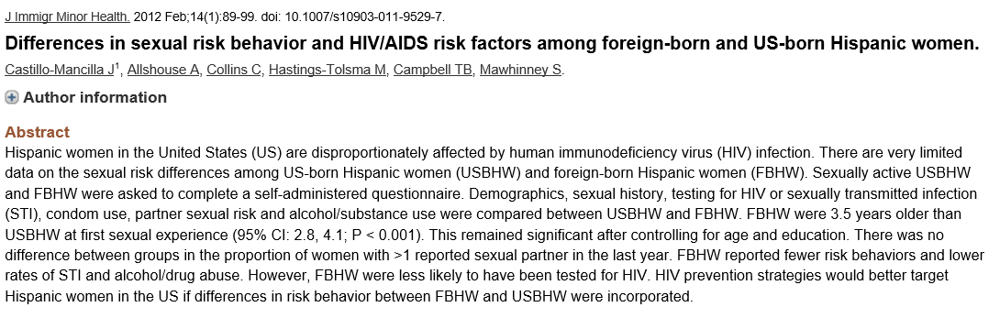 J Immigr Minor Health. 2012 Feb;14(1):89-99. doi: 10.1007/s10903-011-9529-7.
Differences in sexual risk behavior and HIV/AIDS risk factors among foreign-born and US-born Hispanic women.
Castillo-Mancilla J1, Allshouse A, Collins C, Hastings-Tolsma M, Campbell TB, Mawhinney S.
Author information
Abstract
Hispanic women in the United States (US) are disproportionately affected by human immunodeficiency virus (HIV) infection. There are very limited
data on the sexual risk differences among US-born Hispanic women (USBHW) and foreign-born Hispanic women (FBHW). Sexually active USBHW
and FBHW were asked to complete a self-administered questionnaire. Demographics, sexual history, testing for HIV or sexually transmitted infection
(STI), condom use, partner sexual risk and alcohol/substance use were compared between USBHW and FBHW. FBHW were 3.5 years older than
USBHW at first sexual experience (95% CI: 2.8, 4.1; P < 0.001). This remained significant after controlling for age and education. There was no
difference between groups in the proportion of women with >1 reported sexual partner in the last year. FBHW reported fewer risk behaviors and lower
rates of STI and alcohol/drug abuse. However, FBHW were less likely to have been tested for HIV. HIV prevention strategies would better target
Hispanic women in the US if differences in risk behavior between FBHW and USBHW were incorporated.